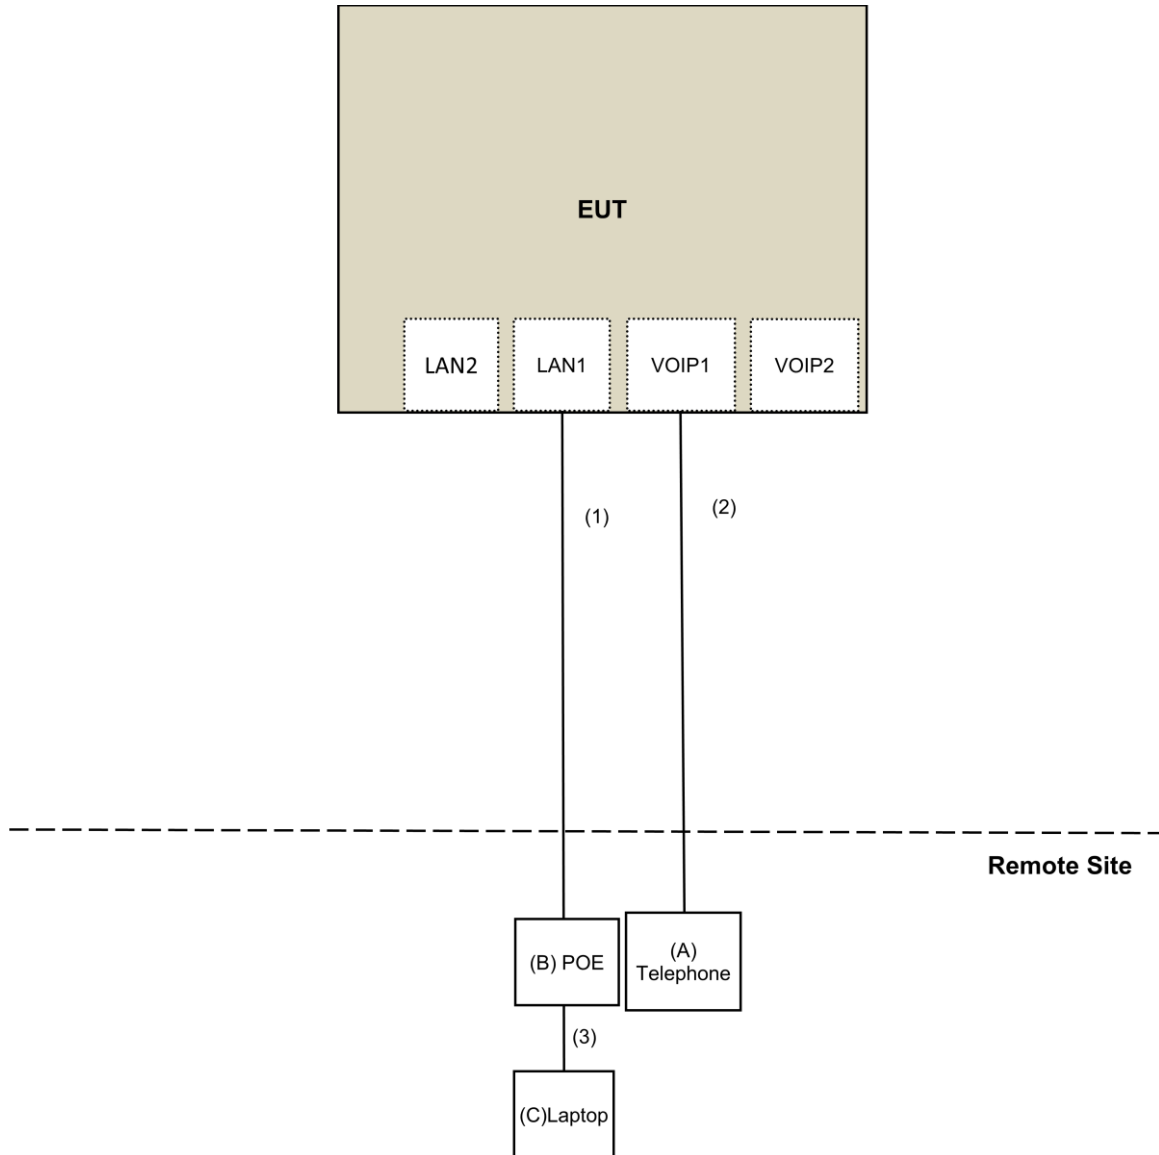 EUT
LAN2
LAN1
VOIP1
VOIP2
(1)
(2)
Remote Site
(B) POE
(A)
Telephone
(3)
(C)Laptop